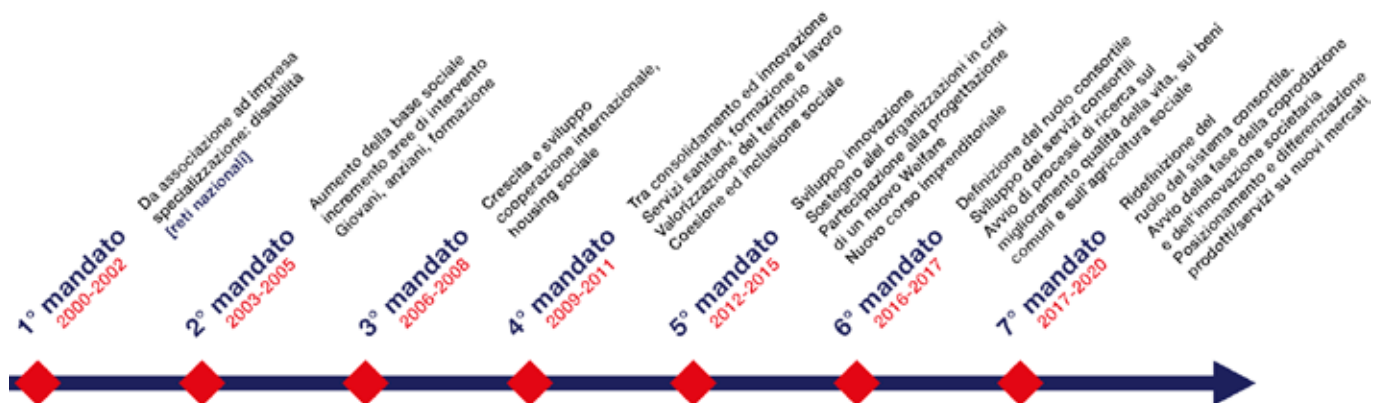 1° mandato
2000-2002
Da associazione ad impresa
specializzazione: disabilità
[reti nazionali]
2° mandato
2003-2005
Aumento della base sociale
incremento aree di intervento
Giovani, anziani, formazione
3° mandato
2006-2008
Crescita e sviluppo
cooperazione internazionale,
housing sociale
4° mandato
2009-2011
Tra consolidamento ed innovazione
Servizi sanitari, formazione e lavoro
Valorizzazione del territorio
Coesione ed inclusione sociale
5° mandato
2012-2015
Sviluppo innovazione
Sostegno alel organizzazioni in crisi
Partecipazione alla progettazione
di un nuovo Welfare
Nuovo corso imprenditoriale
6° mandato
2016-2017
Definizione del ruolo consortile
Sviluppo dei servizi consortili
Avvio di processi di ricerca sul
miglioramento qualità della vita, sui beni
comuni e sull'agricoltura sociale
7° mandato
2017-2020
Ridefinizione del
ruolo del sistema consortile.
Avvio della fase della coproduzione
e dell'innovazione societaria
Posizionamento e differenziazione
prodotti/servizi su nuovi mercati